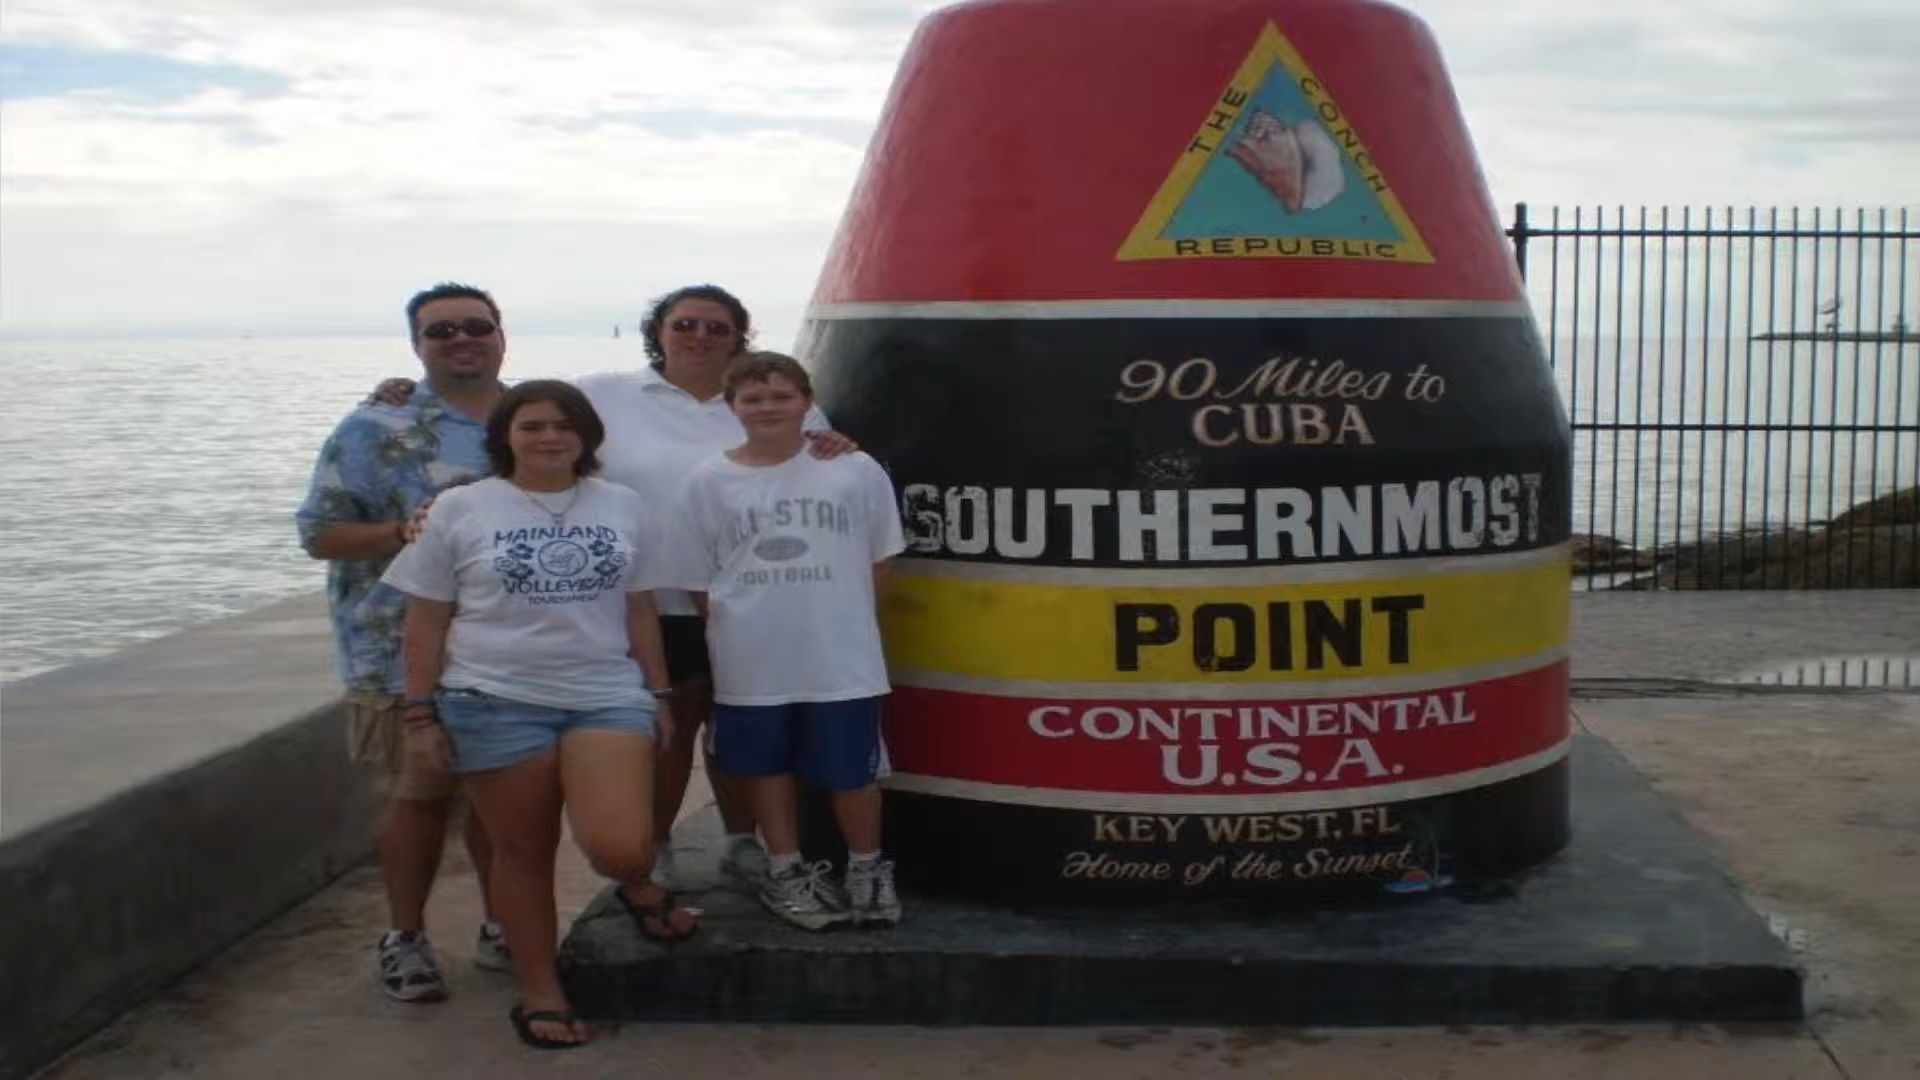 THE CONCH
REPUBLIC
90 Miles to
CUBA
SOUTHERNMOST
POINT
CONTINENTAL
U.S.A.
KEY WEST, FL
Home of the Sunset
MAINLAND
VOLLEYBALL
STAR